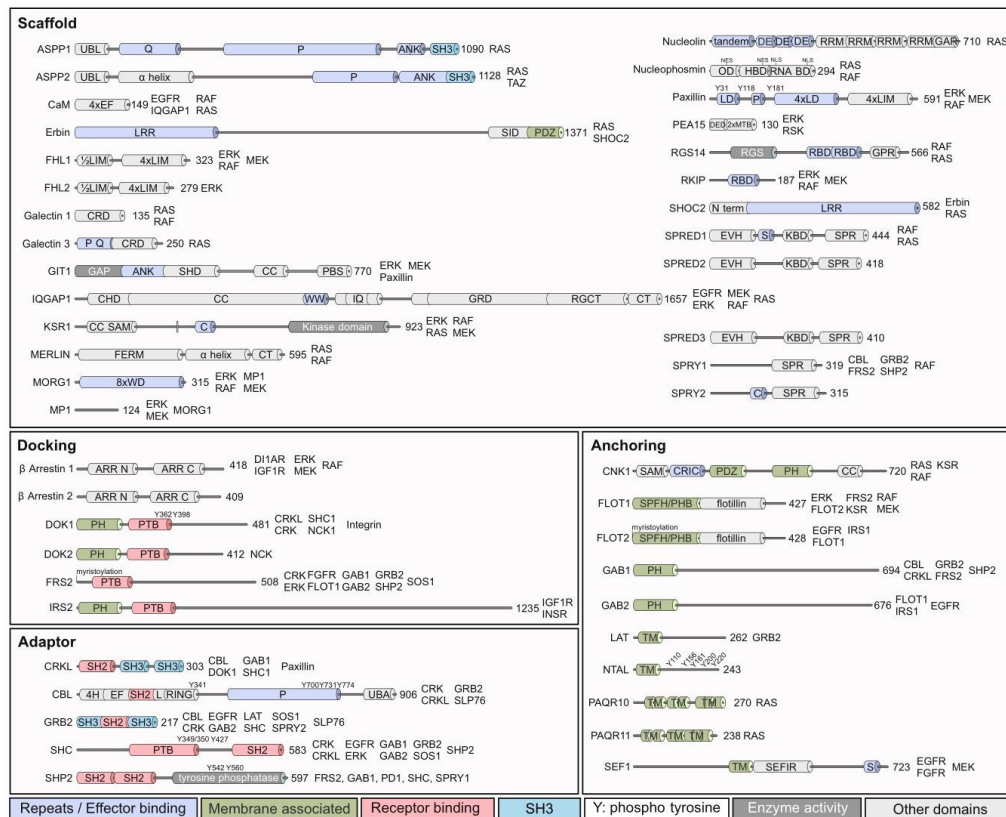 Scaffold
ASPP1 UBL Q P ANK SH3 1090 RAS
ASPP2 UBL α helix P ANK SH3 1128 RAS
TAZ
CaM 4xEF 149 EGFR RAF
IQGAP1 RAS
Erbin LRR SID PDZ 1371 RAS
SHOC2
FHL1 ½LIM 4xLIM 323 ERK
RAF MEK
FHL2 ½LIM 4xLIM 279 ERK
Galectin 1 CRD 135 RAS
RAF
Galectin 3 P Q CRD 250 RAS
GIT1 GAP ANK SHD CC PBS 770 ERK MEK
Paxillin
IQGAP1 CHD CC WW IQ GRD RGCT CT 1657 EGFR MEK
ERK RAF RAS
KSR1 CC SAM C Kinase domain 923 ERK RAF
RAS MEK
MERLIN FERM α helix CT 595 RAS
RAF
MORG1 8xWD 315 ERK MP1
RAF MEK
MP1 124 ERK
MEK MORG1
Nucleolin tandem DE DE DE RRM RRM RRM RRM GAR 710 RAS
NES NES NLS NLS
Nucleophosmin OD HBD RNA BD 294 RAS
RAF
Y31 Y118 Y181
Paxillin LD P 4xLD 4xLIM 591 ERK
RAF MEK
PEA15 DED 2xMTB 130 ERK
RSK
RGS14 RGS RBD RBD GPR 566 RAF
RAS
RKIP RBD 187 ERK
RAF MEK
SHOC2 N term LRR 582 Erbin
RAS
SPRED1 EVH S KBD SPR 444 RAF
RAS
SPRED2 EVH KBD SPR 418
SPRED3 EVH KBD SPR 410
SPRY1 SPR 319 CBL GRB2
FRS2 SHP2 RAF
SPRY2 C SPR 315
Docking
β Arrestin 1 ARR N ARR C 418 DI1AR ERK
IGF1R MEK RAF
β Arrestin 2 ARR N ARR C 409
Y362 Y398
DOK1 PH PTB 481 CRKL SHC1
CRK NCK1 Integrin
DOK2 PH PTB 412 NCK
myristoylation
FRS2 PTB 508 CRK FGFR GAB1 GRB2
ERK FLOT1 GAB2 SHP2 SOS1
IRS2 PH PTB 1235 IGF1R
INSR
Adaptor
CRKL SH2 SH3 SH3 303 CBL GAB1
DOK1 SHC1 Paxillin
Y341 Y700 Y731 Y774
CBL 4H EF SH2 L RING P UBA 906 CRK GRB2
CRKL SLP76
GRB2 SH3 SH2 SH3 217 CBL EGFR LAT SOS1
CRK GAB2 SHC SPRY2 SLP76
Y349/350 Y427
SHC PTB SH2 583 CRK EGFR GAB1 GRB2
CRKL ERK GAB2 SOS1 SHP2
Y542 Y560
SHP2 SH2 SH2 tyrosine phosphatase 597 FRS2, GAB1, PD1, SHC, SPRY1
Anchoring
CNK1 SAM CRIC PDZ PH CC 720 RAS KSR
RAF
FLOT1 SPFH/PHB flotillin 427 ERK FRS2 RAF
FLOT2 KSR MEK
myristoylation
FLOT2 SPFH/PHB flotillin 428 EGFR IRS1
FLOT1
GAB1 PH 694 CBL GRB2
CRKL FRS2 SHP2
GAB2 PH 676 FLOT1
IRS1 EGFR
LAT TM 262 GRB2
Y110 Y156 Y161 Y200 Y220
NTAL TM 243
PAQR10 TM TM TM 270 RAS
PAQR11 TM TM TM 238 RAS
SEF1 TM SEFIR S 723 EGFR
FGFR MEK
Repeats / Effector binding Membrane associated Receptor binding SH3 Y: phospho tyrosine Enzyme activity Other domains